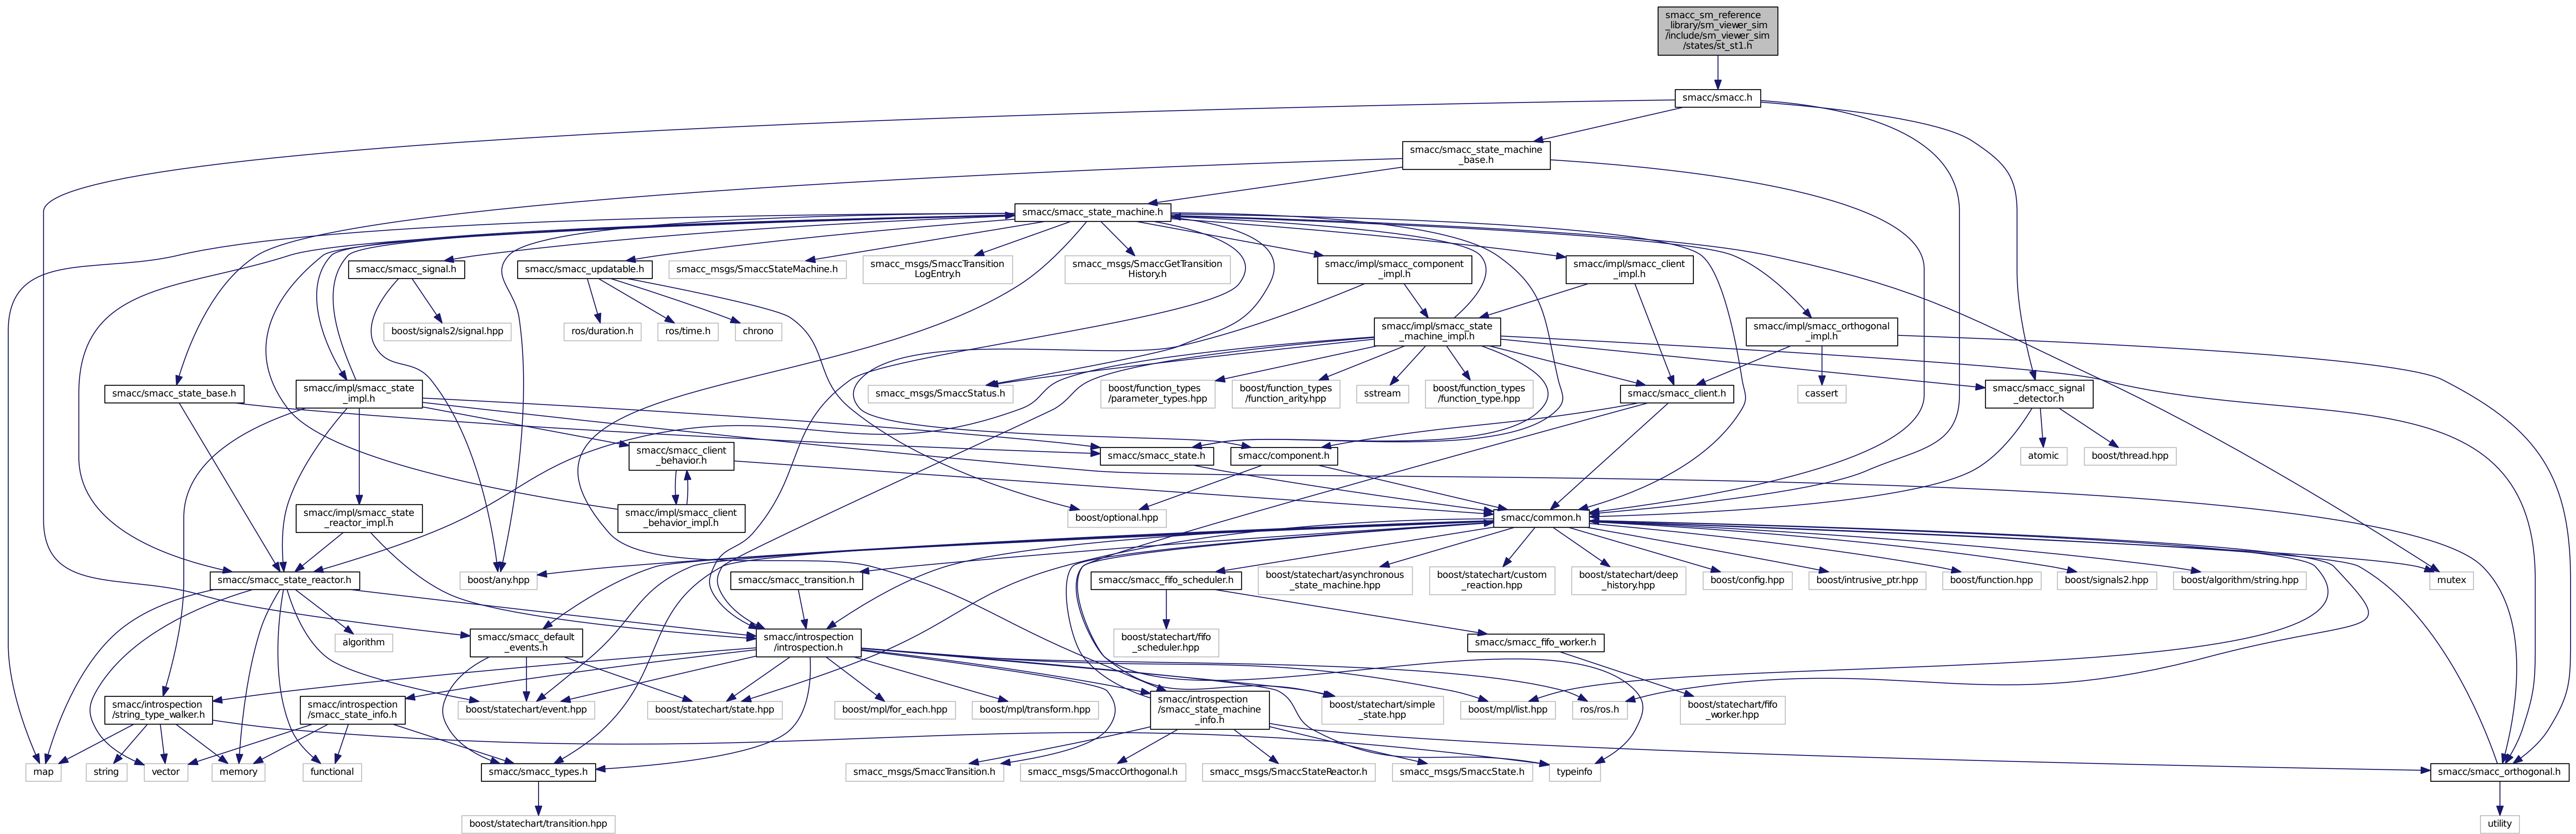 smacc_sm_reference
_library/sm_viewer_sim
/include/sm_viewer_sim
/states/st_st1.h
smacc/smacc.h
smacc/smacc_state_machine
_base.h
smacc/smacc_state_machine.h
smacc/smacc_signal.h
smacc/smacc_updatable.h
smacc_msgs/SmaccStateMachine.h
smacc_msgs/SmaccTransition
LogEntry.h
smacc_msgs/SmaccGetTransition
History.h
smacc/impl/smacc_component
_impl.h
smacc/impl/smacc_client
_impl.h
boost/signals2/signal.hpp
ros/duration.h
ros/time.h
chrono
smacc/impl/smacc_state
_machine_impl.h
smacc/impl/smacc_orthogonal
_impl.h
smacc/smacc_state_base.h
smacc/impl/smacc_state
_impl.h
smacc_msgs/SmaccStatus.h
boost/function_types
/parameter_types.hpp
boost/function_types
/function_arity.hpp
sstream
boost/function_types
/function_type.hpp
smacc/smacc_client.h
cassert
smacc/smacc_signal
_detector.h
smacc/smacc_client
_behavior.h
smacc/smacc_state.h
smacc/component.h
atomic
boost/thread.hpp
smacc/impl/smacc_state
_reactor_impl.h
smacc/impl/smacc_client
_behavior_impl.h
boost/optional.hpp
smacc/common.h
smacc/smacc_state_reactor.h
boost/any.hpp
smacc/smacc_transition.h
smacc/smacc_fifo_scheduler.h
boost/statechart/asynchronous
_state_machine.hpp
boost/statechart/custom
_reaction.hpp
boost/statechart/deep
_history.hpp
boost/config.hpp
boost/intrusive_ptr.hpp
boost/function.hpp
boost/signals2.hpp
boost/algorithm/string.hpp
mutex
algorithm
smacc/smacc_default
_events.h
smacc/introspection
/introspection.h
boost/statechart/fifo
_scheduler.hpp
smacc/smacc_fifo_worker.h
smacc/introspection
/string_type_walker.h
smacc/introspection
/smacc_state_info.h
boost/statechart/event.hpp
boost/statechart/state.hpp
boost/mpl/for_each.hpp
boost/mpl/transform.hpp
smacc/introspection
/smacc_state_machine
_info.h
boost/statechart/simple
_state.hpp
boost/mpl/list.hpp
ros/ros.h
boost/statechart/fifo
_worker.hpp
map
string
vector
memory
functional
smacc/smacc_types.h
smacc_msgs/SmaccTransition.h
smacc_msgs/SmaccOrthogonal.h
smacc_msgs/SmaccStateReactor.h
smacc_msgs/SmaccState.h
typeinfo
smacc/smacc_orthogonal.h
boost/statechart/transition.hpp
utility